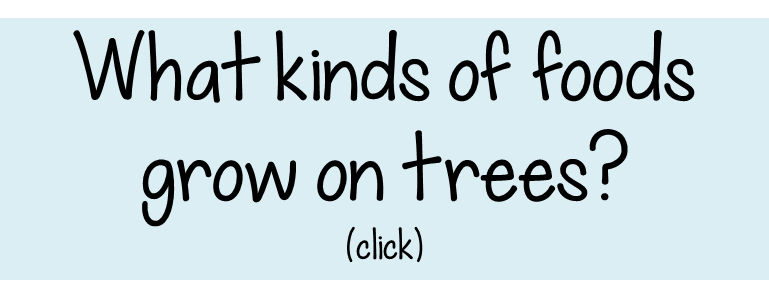 What kinds of foods
grow on trees?
(click)